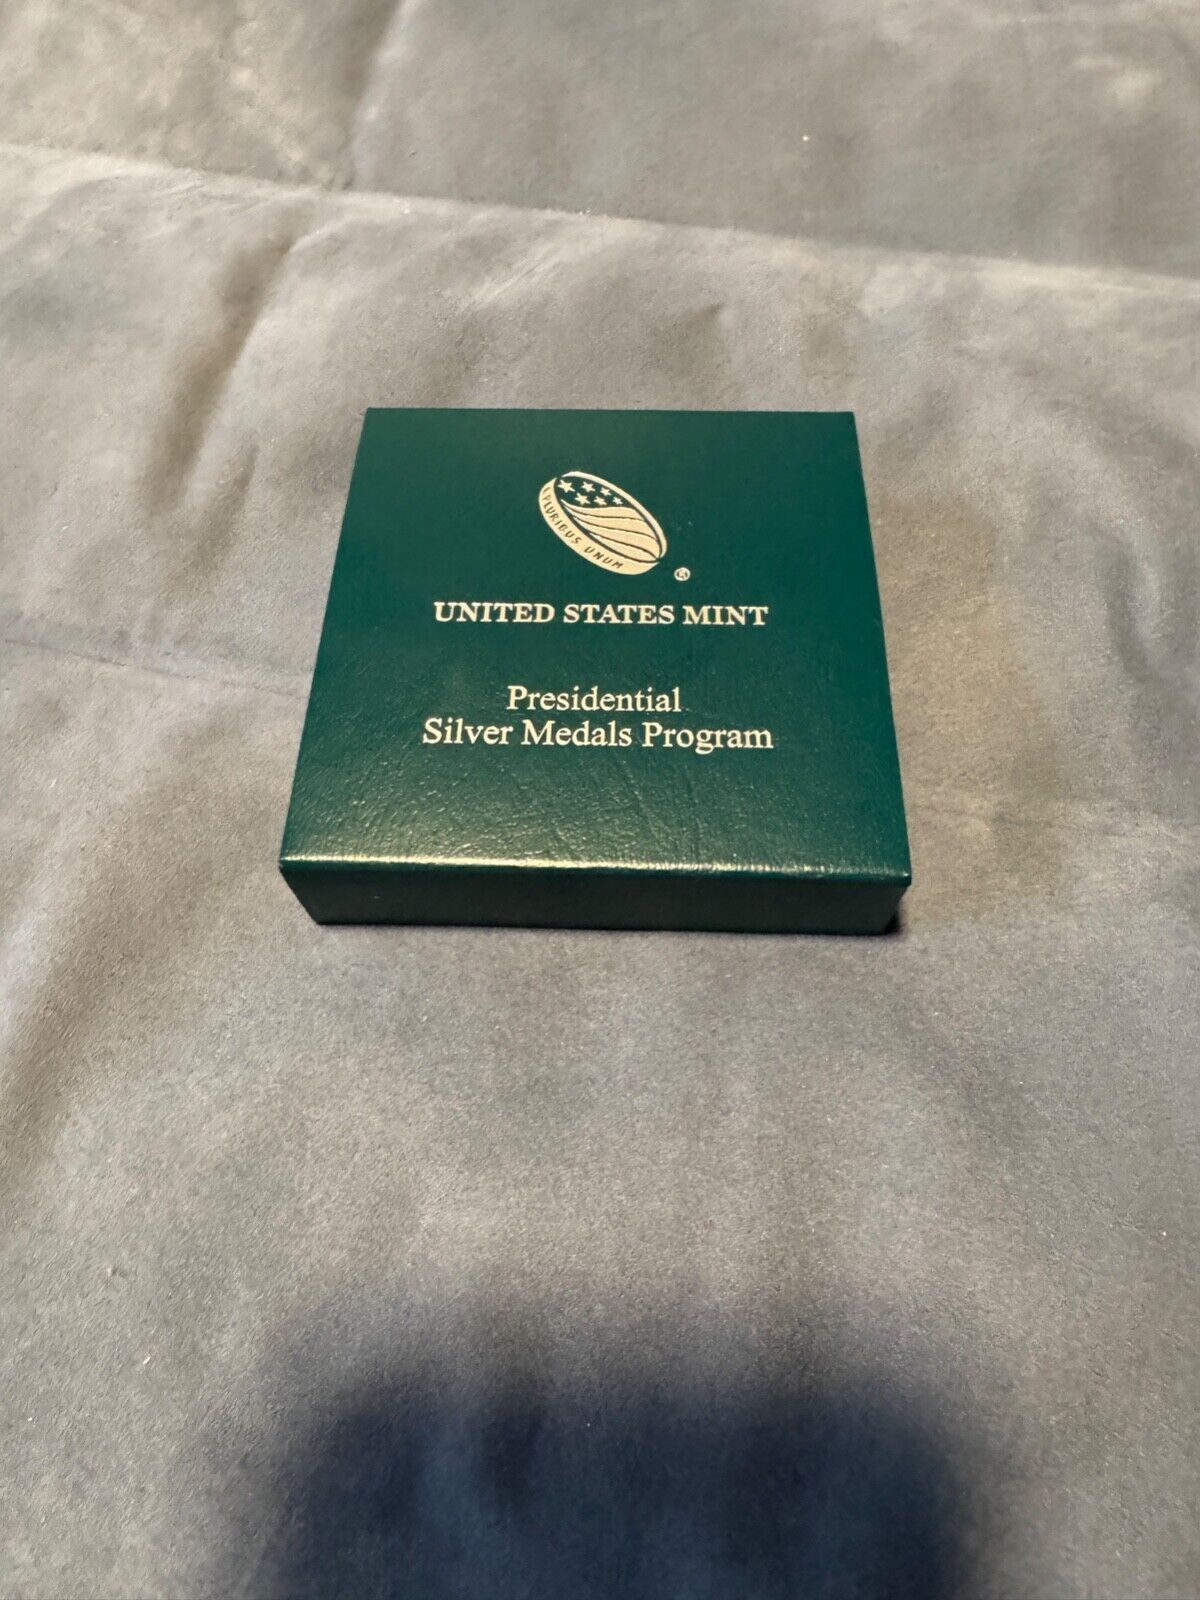 PLURIBUS UNUM
®
UNITED STATES MINT
Presidential
Silver Medals Program